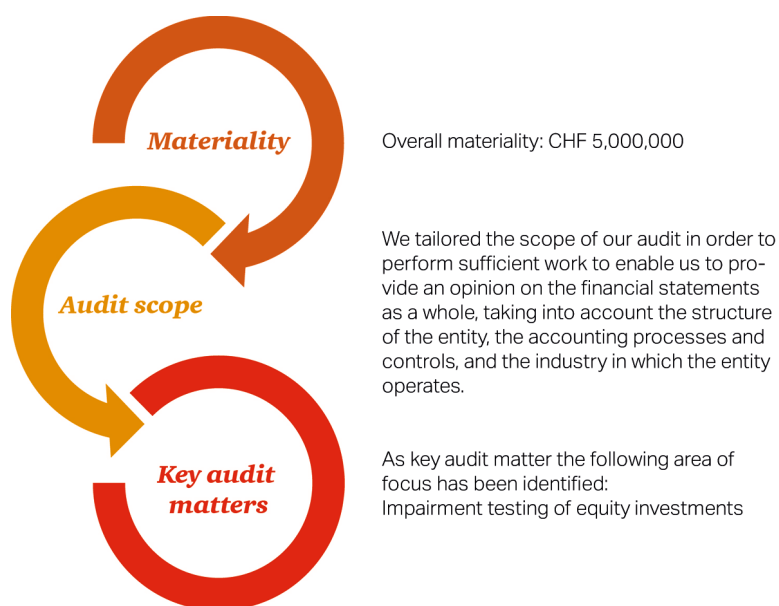 Materiality
Overall materiality: CHF 5,000,000
Audit scope
We tailored the scope of our audit in order to
perform sufficient work to enable us to pro-
vide an opinion on the financial statements
as a whole, taking into account the structure
of the entity, the accounting processes and
controls, and the industry in which the entity
operates.
Key audit
matters
As key audit matter the following area of
focus has been identified:
Impairment testing of equity investments